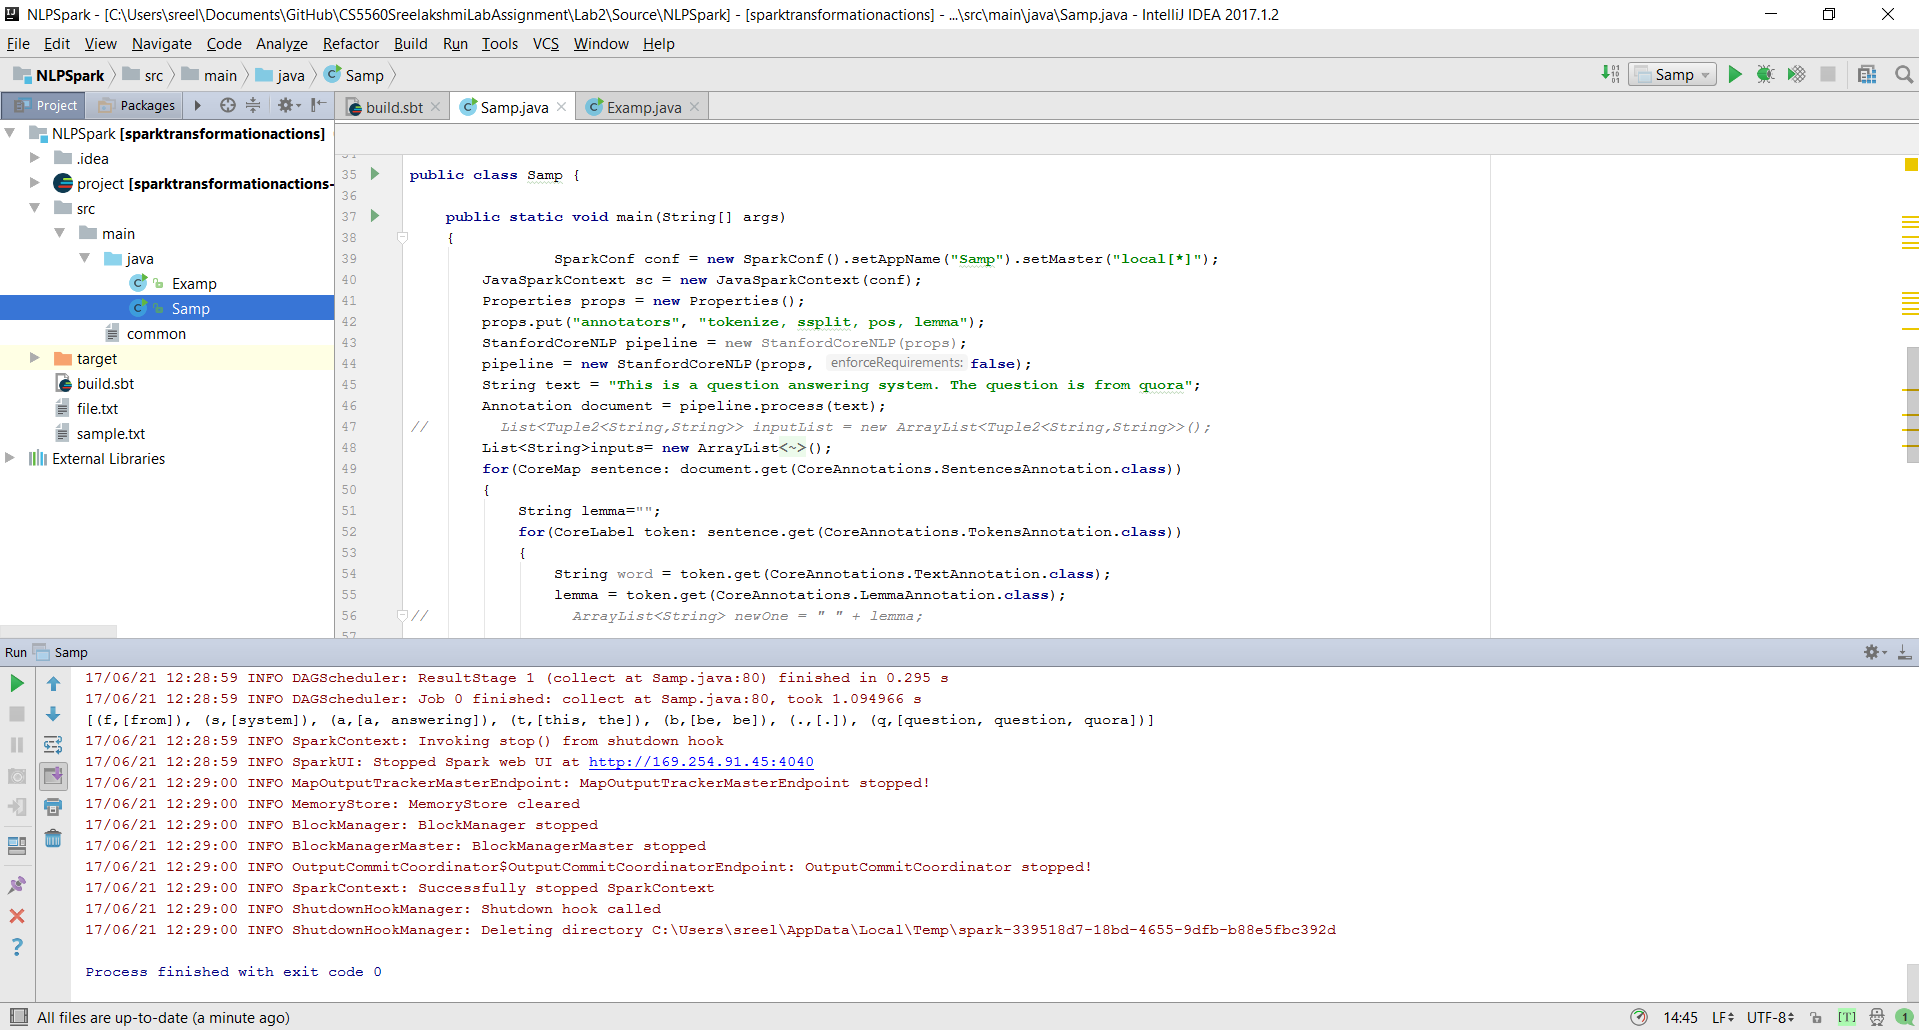 NLPSpark - [C:\Users\sreel\Documents\GitHub\CS5560SreelakshmiLabAssignment\Lab2\Source\NLPSpark] - [sparktransformationactions] - ...\src\main\java\Samp.java - IntelliJ IDEA 2017.1.2
File Edit View Navigate Code Analyze Refactor Build Run Tools VCS Window Help
NLPSpark src main java Samp
Samp
Project Packages
build.sbt Samp.java Examp.java
NLPSpark [sparktransformationactions]
.idea
project [sparktransformationactions-
src
main
java
Examp
Samp
common
target
build.sbt
file.txt
sample.txt
External Libraries
34
35 public class Samp {
36
37 public static void main(String[] args)
38 {
39 SparkConf conf = new SparkConf().setAppName("Samp").setMaster("local[*]");
40 JavaSparkContext sc = new JavaSparkContext(conf);
41 Properties props = new Properties();
42 props.put("annotators", "tokenize, ssplit, pos, lemma");
43 StanfordCoreNLP pipeline = new StanfordCoreNLP(props);
44 pipeline = new StanfordCoreNLP(props, enforceRequirements: false);
45 String text = "This is a question answering system. The question is from quora";
46 Annotation document = pipeline.process(text);
47 // List<Tuple2<String,String>> inputList = new ArrayList<Tuple2<String,String>>();
48 List<String>inputs= new ArrayList<~>();
49 for(CoreMap sentence: document.get(CoreAnnotations.SentencesAnnotation.class))
50 {
51 String lemma="";
52 for(CoreLabel token: sentence.get(CoreAnnotations.TokensAnnotation.class))
53 {
54 String word = token.get(CoreAnnotations.TextAnnotation.class);
55 lemma = token.get(CoreAnnotations.LemmaAnnotation.class);
56 // ArrayList<String> newOne = " " + lemma;
57
Run Samp
17/06/21 12:28:59 INFO DAGScheduler: ResultStage 1 (collect at Samp.java:80) finished in 0.295 s
17/06/21 12:28:59 INFO DAGScheduler: Job 0 finished: collect at Samp.java:80, took 1.094966 s
[(f,[from]), (s,[system]), (a,[a, answering]), (t,[this, the]), (b,[be, be]), (.,[.]), (q,[question, question, quora])]
17/06/21 12:28:59 INFO SparkContext: Invoking stop() from shutdown hook
17/06/21 12:28:59 INFO SparkUI: Stopped Spark web UI at http://169.254.91.45:4040
17/06/21 12:29:00 INFO MapOutputTrackerMasterEndpoint: MapOutputTrackerMasterEndpoint stopped!
17/06/21 12:29:00 INFO MemoryStore: MemoryStore cleared
17/06/21 12:29:00 INFO BlockManager: BlockManager stopped
17/06/21 12:29:00 INFO BlockManagerMaster: BlockManagerMaster stopped
17/06/21 12:29:00 INFO OutputCommitCoordinator$OutputCommitCoordinatorEndpoint: OutputCommitCoordinator stopped!
17/06/21 12:29:00 INFO SparkContext: Successfully stopped SparkContext
17/06/21 12:29:00 INFO ShutdownHookManager: Shutdown hook called
17/06/21 12:29:00 INFO ShutdownHookManager: Deleting directory C:\Users\sreel\AppData\Local\Temp\spark-339518d7-18bd-4655-9dfb-b88e5fbc392d
Process finished with exit code 0
All files are up-to-date (a minute ago)
14:45 LF UTF-8 [T] 1